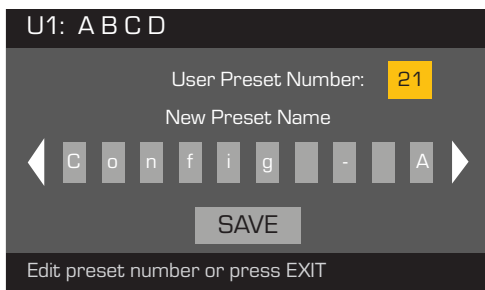 U1: A B C D
User Preset Number: 21
New Preset Name
C o n f i g - A
SAVE
Edit preset number or press EXIT